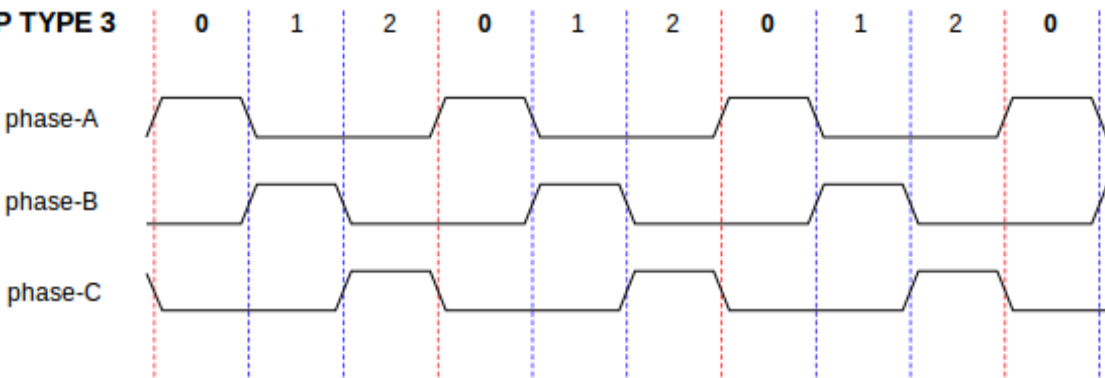 P TYPE 3 0 1 2 0 1 2 0 1 2 0
phase-A
phase-B
phase-C